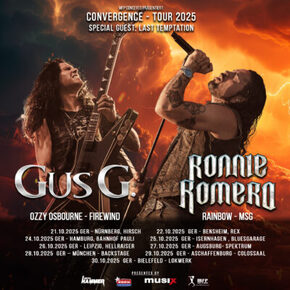 CONVERGENCE - TOUR 2025
SPECIAL GUEST: LAST TEMPTATION
GUS G.
RONNIE ROMERO
OZZY OSBOURNE - FIREWIND
RAINBOW - MSG
21.10.2025 GER - NÜRNBERG, HIRSCH
22.10.2025 GER - BENSHEIM, REX
24.10.2025 GER - HAMBURG, BAHNHOF PAULI
25.10.2025 GER - ISERNHAGEN, BLUESGARAGE
26.10.2025 GER - LEIPZIG, HELLRAISER
27.10.2025 GER - AUGSBURG - SPEKTRUM
28.10.2025 GER - MÜNCHEN - BACKSTAGE
29.10.2025 GER - ASCHAFFENBURG - COLOSSAAL
30.10.2025 GER - BIELEFELD - LOKWERK
PRESENTED BY
HAMMER
musix